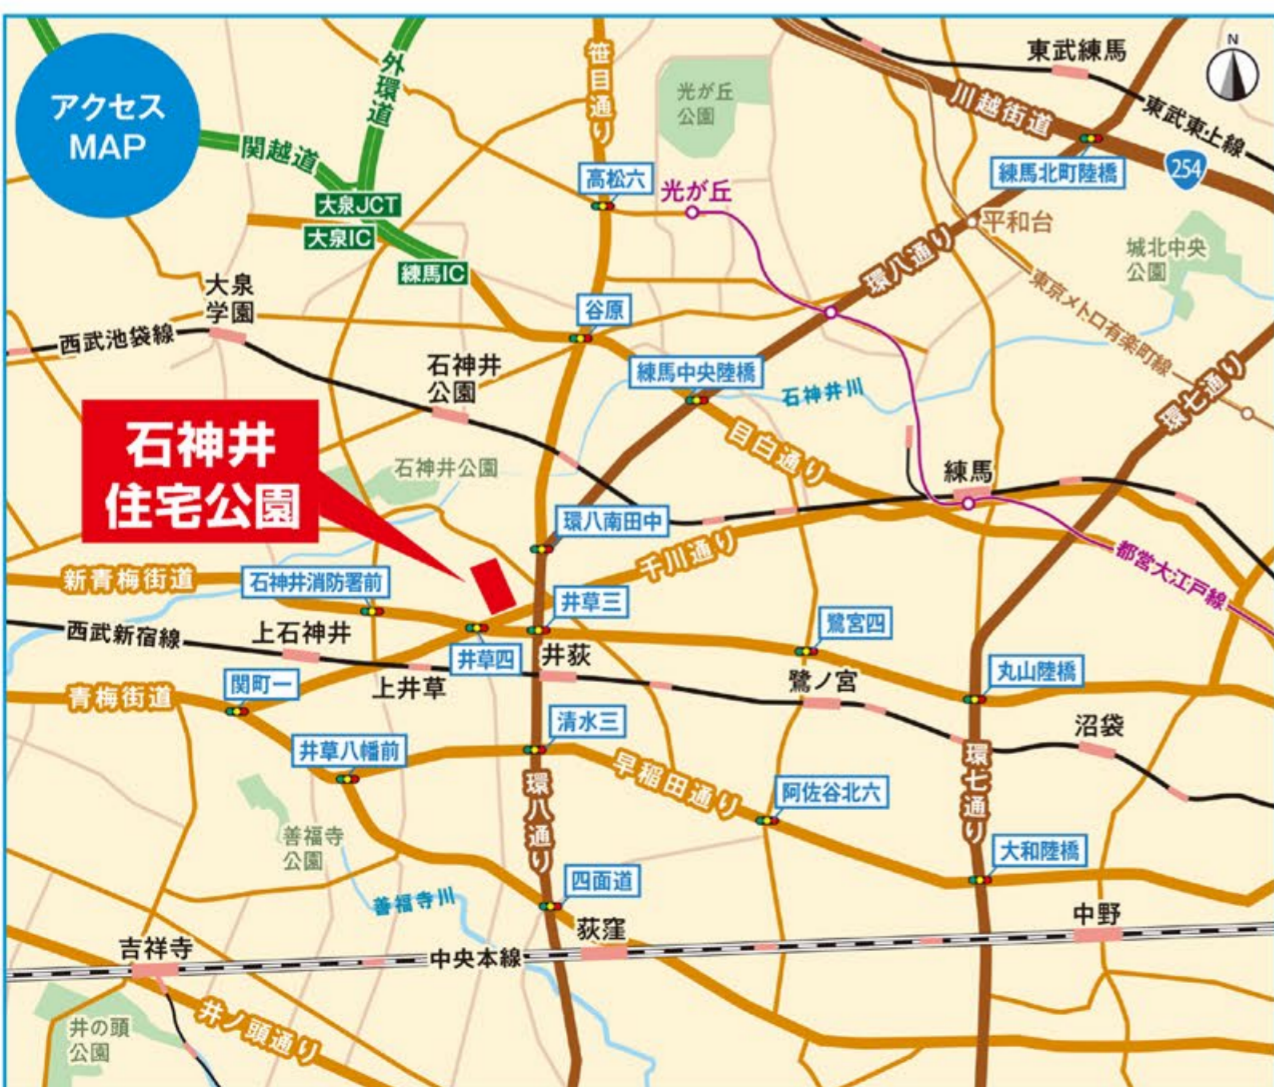 アクセス
MAP
関越道
外環道
笹目通り
光が丘
公園
川越街道
東武練馬
東武東上線
N
254
練馬北町陸橋
高松六
光が丘
大泉JCT
大泉IC
練馬IC
環八通り
平和台
城北中央
公園
東京メトロ有楽町線
大泉
学園
西武池袋線
谷原
石神井
公園
練馬中央陸橋
石神井川
環七通り
目白通り
石神井
住宅公園
石神井公園
練馬
環八南田中
千川通り
都営大江戸線
新青梅街道
石神井消防署前
井草三
西武新宿線
上石神井
井草四
井荻
鷺宮四
丸山陸橋
青梅街道
関町一
上井草
鷺ノ宮
沼袋
清水三
井草八幡前
早稲田通り
阿佐谷北六
環七通り
環八通り
善福寺
公園
大和陸橋
善福寺川
四面道
荻窪
中野
吉祥寺
中央本線
井の頭
公園
井ノ頭通り